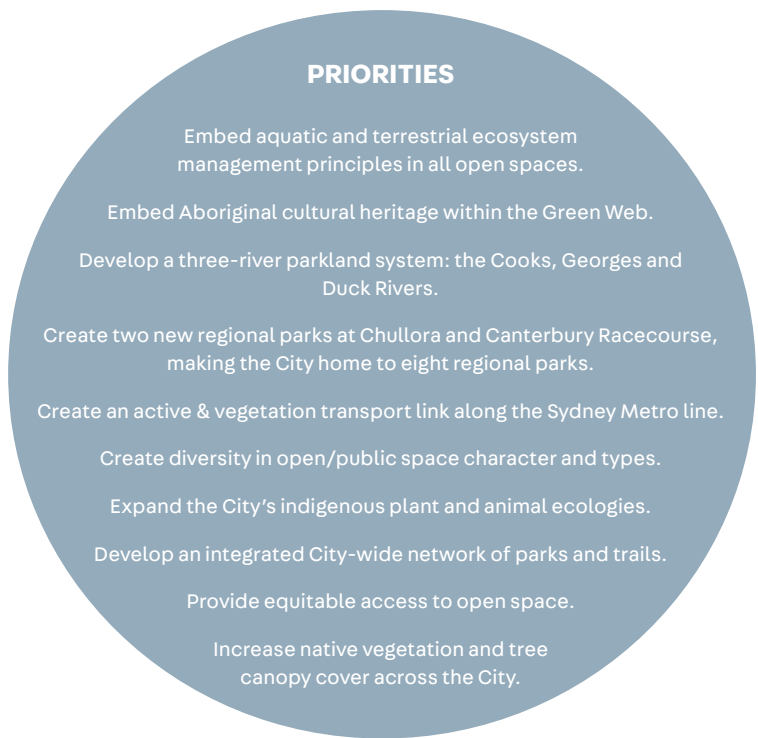 PRIORITIES
Embed aquatic and terrestrial ecosystem
management principles in all open spaces.
Embed Aboriginal cultural heritage within the Green Web.
Develop a three-river parkland system: the Cooks, Georges and
Duck Rivers.
Create two new regional parks at Chullora and Canterbury Racecourse,
making the City home to eight regional parks.
Create an active & vegetation transport link along the Sydney Metro line.
Create diversity in open/public space character and types.
Expand the City’s indigenous plant and animal ecologies.
Develop an integrated City-wide network of parks and trails.
Provide equitable access to open space.
Increase native vegetation and tree
canopy cover across the City.